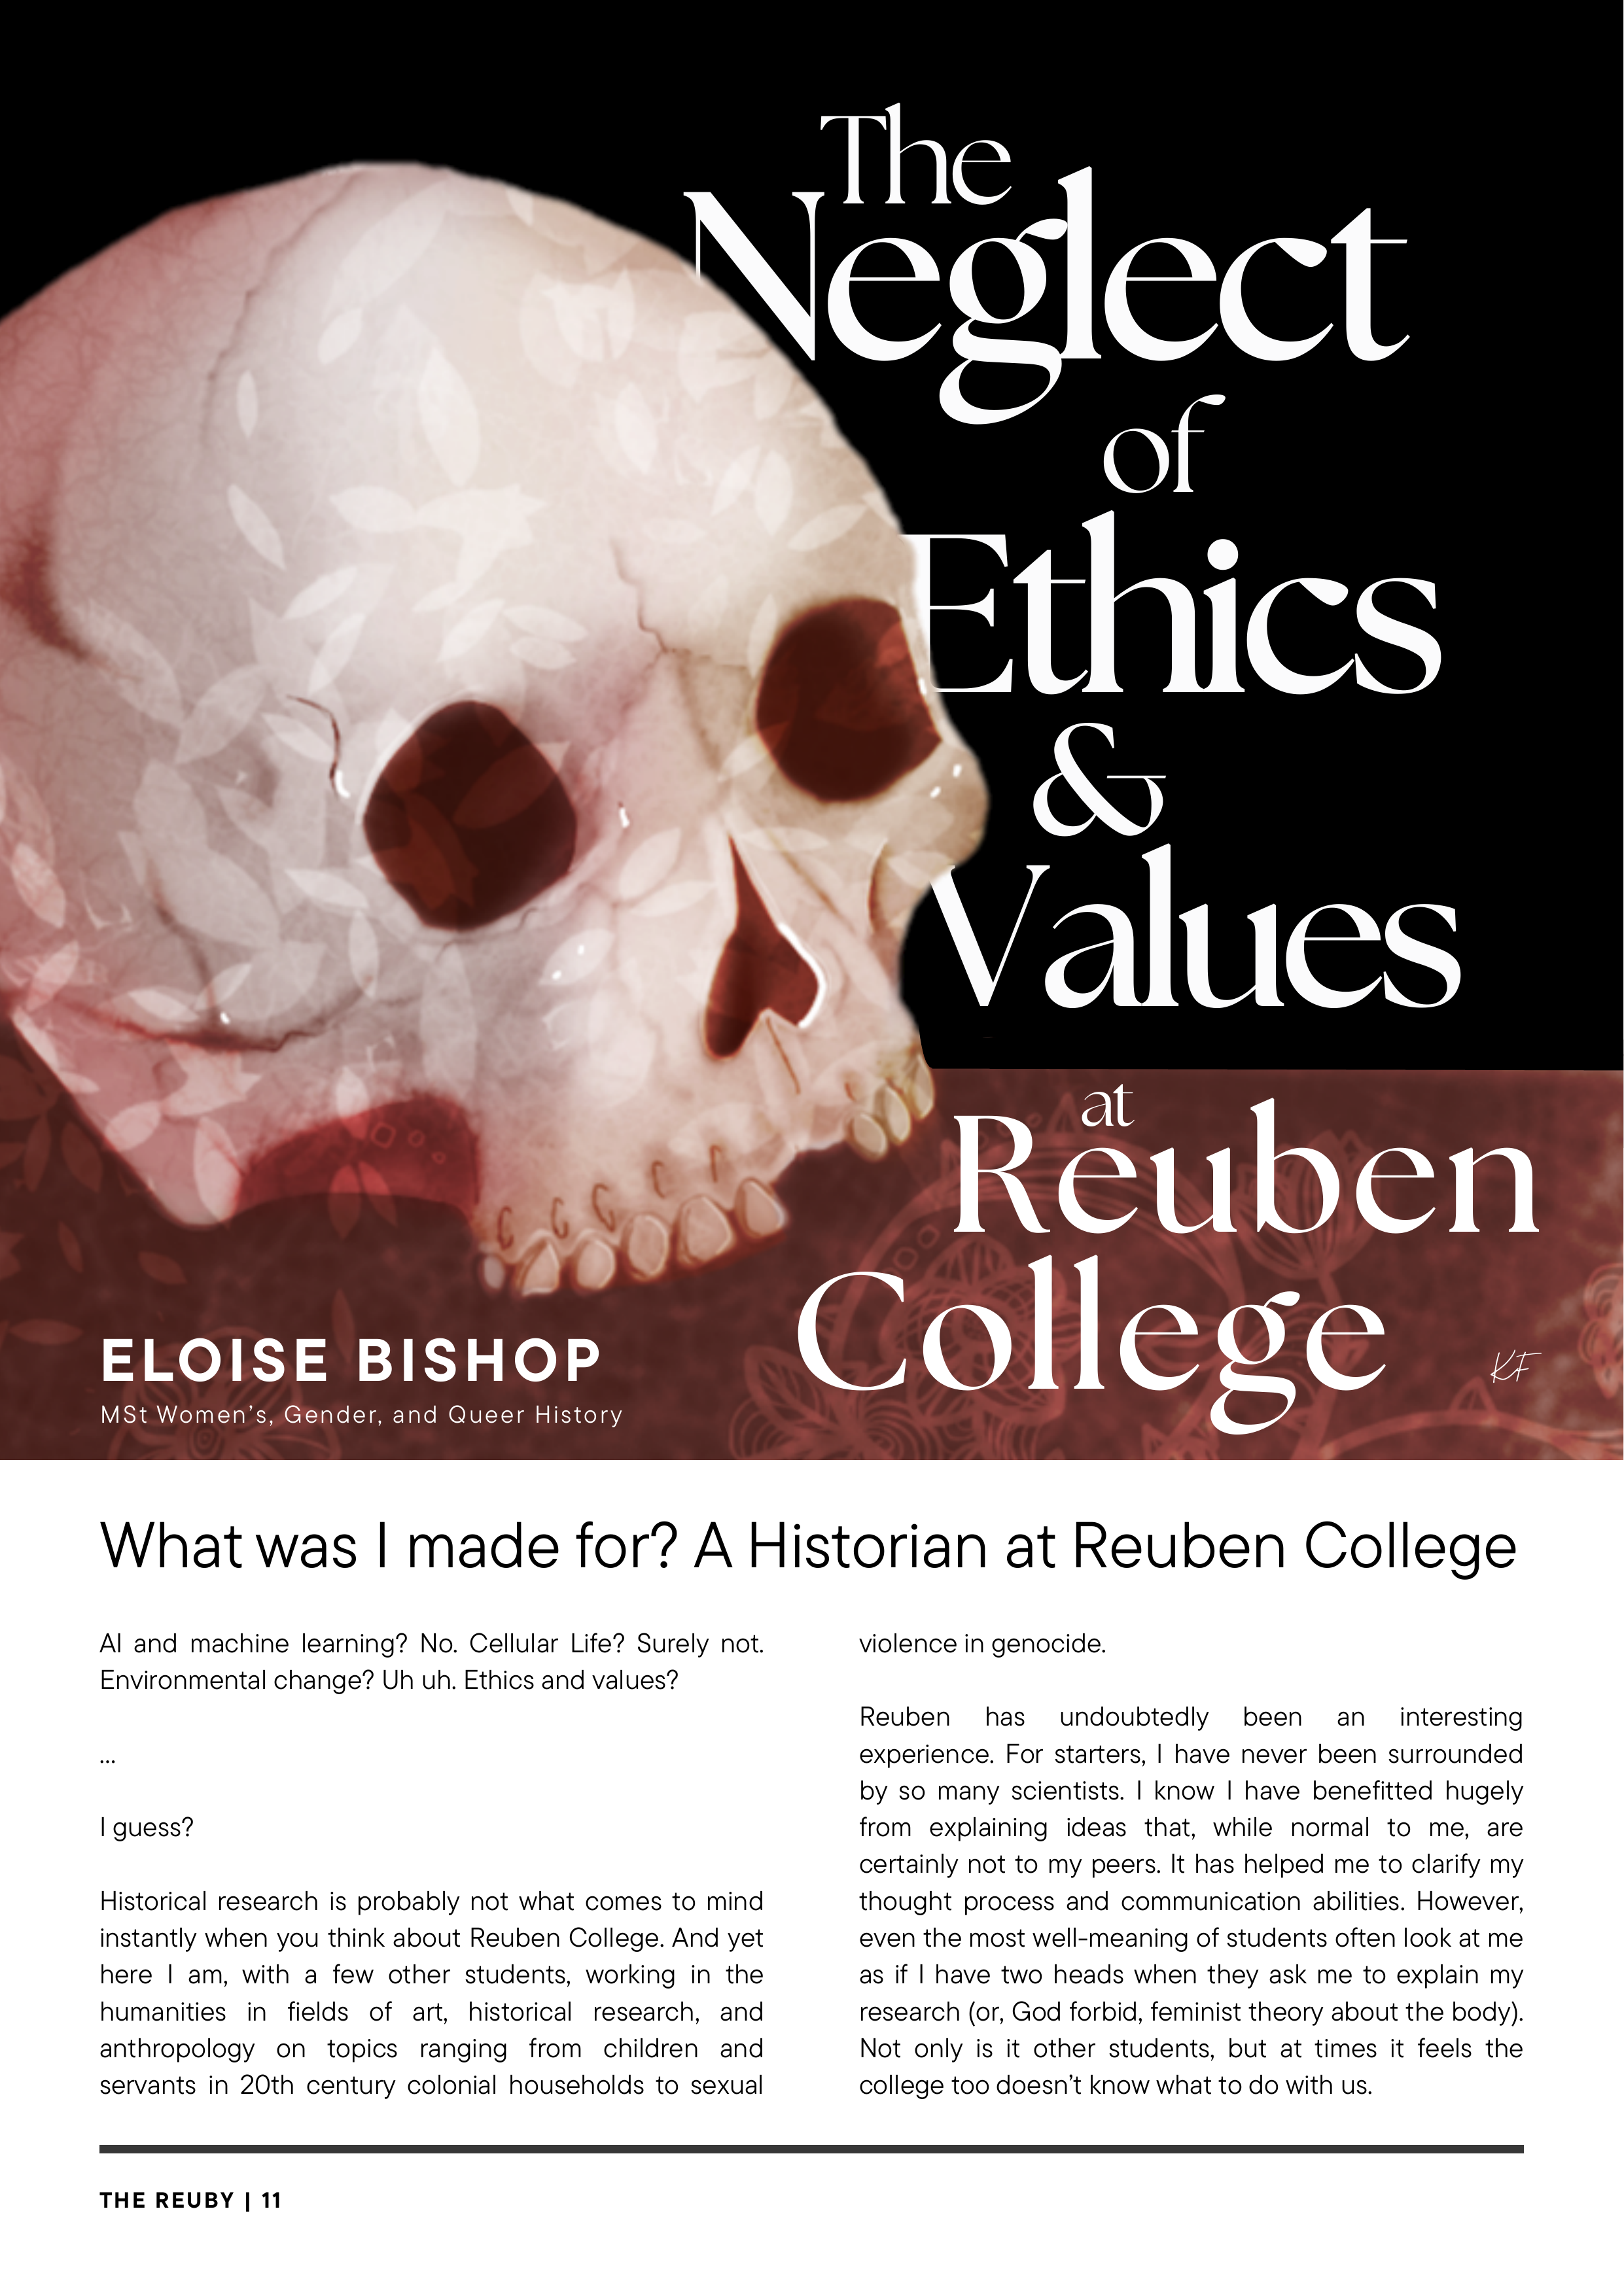 The
Neglect
of
Ethics
&
Values
at
Reuben
College
KF
ELOISE BISHOP
MSt Women's, Gender, and Queer History
What was I made for? A Historian at Reuben College
AI and machine learning? No. Cellular Life? Surely not.
Environmental change? Uh uh. Ethics and values?
...
I guess?
Historical research is probably not what comes to mind
instantly when you think about Reuben College. And yet
here I am, with a few other students, working in the
humanities in fields of art, historical research, and
anthropology on topics ranging from children and
servants in 20th century colonial households to sexual
violence in genocide.
Reuben has undoubtedly been an interesting
experience. For starters, I have never been surrounded
by so many scientists. I know I have benefitted hugely
from explaining ideas that, while normal to me, are
certainly not to my peers. It has helped me to clarify my
thought process and communication abilities. However,
even the most well-meaning of students often look at me
as if I have two heads when they ask me to explain my
research (or, God forbid, feminist theory about the body).
Not only is it other students, but at times it feels the
college too doesn't know what to do with us.
THE REUBY | 11